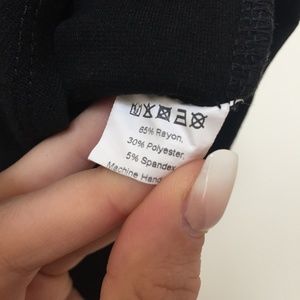 85% Rayon,
30% Polyester,
5% Spandex
Machine Hand